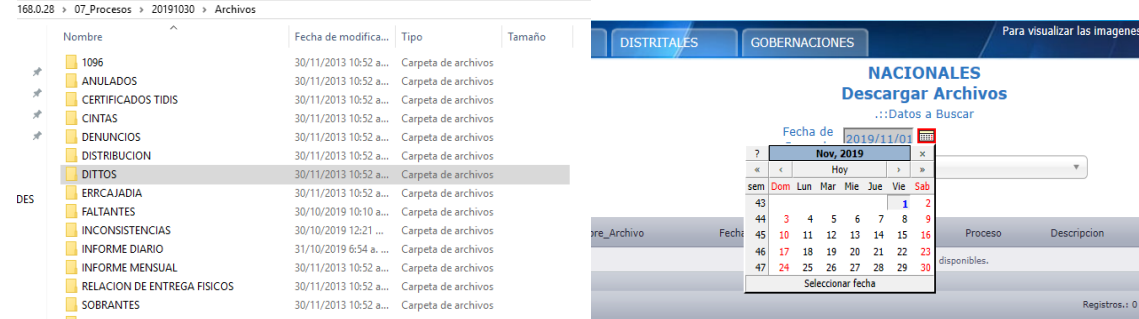 168.0.28 > 07_Procesos > 20191030 > Archivos
Nombre Fecha de modifica... Tipo Tamaño
1096 30/11/2013 10:52 a... Carpeta de archivos
ANULADOS 30/11/2013 10:52 a... Carpeta de archivos
CERTIFICADOS TIDIS 30/11/2013 10:52 a... Carpeta de archivos
CINTAS 30/11/2013 10:52 a... Carpeta de archivos
DENUNCIOS 30/11/2013 10:52 a... Carpeta de archivos
DISTRIBUCION 30/11/2013 10:52 a... Carpeta de archivos
DITTOS 30/11/2013 10:52 a... Carpeta de archivos
ERRCAJADIA 30/11/2013 10:52 a... Carpeta de archivos
DES
FALTANTES 30/10/2019 10:10 a... Carpeta de archivos
INCONSISTENCIAS 30/10/2019 12:21 ... Carpeta de archivos
INFORME DIARIO 31/10/2019 6:54 a. ... Carpeta de archivos
INFORME MENSUAL 30/11/2013 10:52 a... Carpeta de archivos
RELACION DE ENTREGA FISICOS 30/11/2013 10:52 a... Carpeta de archivos
SOBRANTES 30/11/2013 10:52 a... Carpeta de archivos
DISTRITALES GOBERNACIONES Para visualizar las imagenes
NACIONALES
Descargar Archivos
.::Datos a Buscar
Fecha de 2019/11/01
? Nov, 2019 ×
« ‹ Hoy › »
sem Dom Lun Mar Mie Jue Vie Sab
43 1 2
44 3 4 5 6 7 8 9
45 10 11 12 13 14 15 16
46 17 18 19 20 21 22 23
47 24 25 26 27 28 29 30
Seleccionar fecha
bre_Archivo Fecha Proceso Descripcion
disponibles.
Registros.: 0